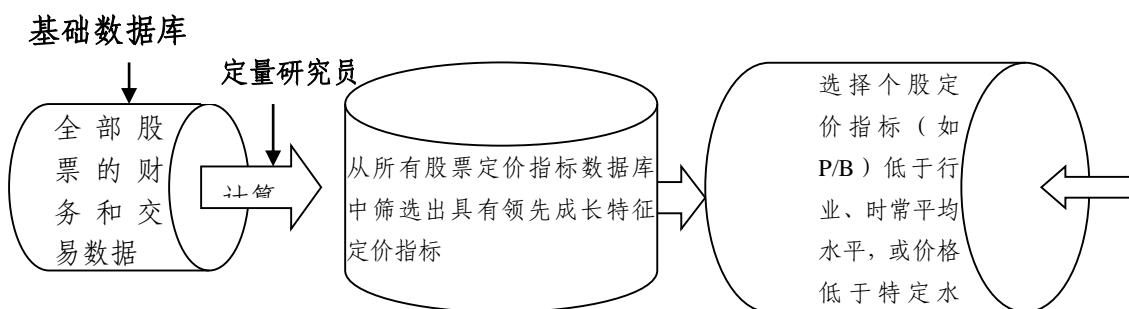 基础数据库
定量研究员
全部股
票的财
务和交
易数据
计算
从所有股票定价指标数据库
中筛选出具有领先成长特征
定价指标
选择个股定
价指标（如
P/B）低于行
业、时常平均
水平，或价格
低于特定水